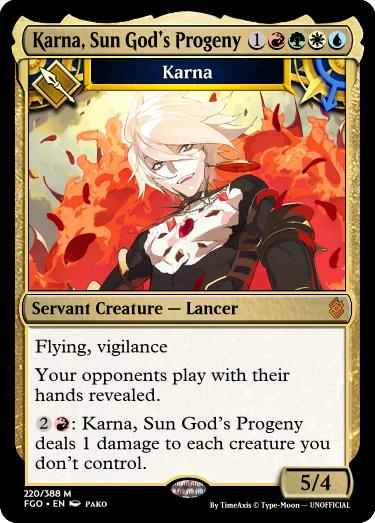 Karna, Sun God's Progeny 1
Karna
Servant Creature — Lancer
Flying, vigilance
Your opponents play with their
hands revealed.
2 : Karna, Sun God's Progeny
deals 1 damage to each creature you
don't control.
5/4
220/388 M
FGO • EN PAKO
By TimeAxis © Type-Moon — UNOFFICIAL